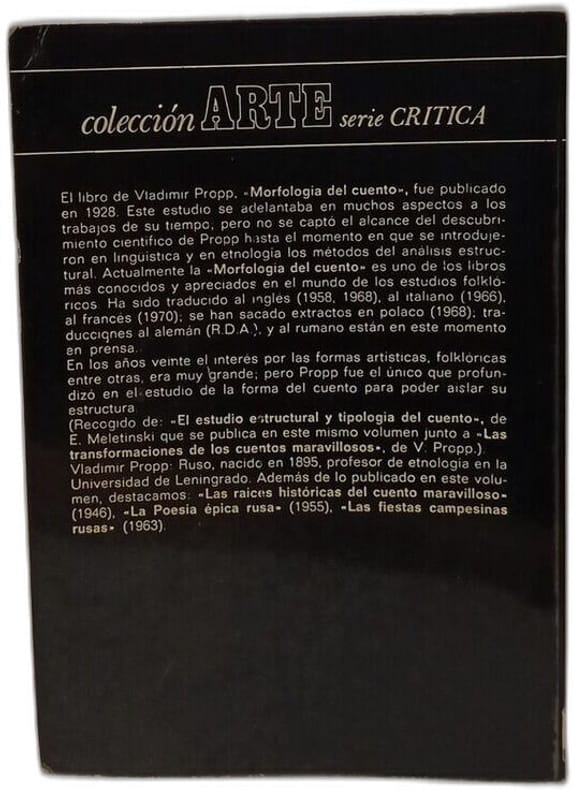 colección ARTE serie CRITICA
El libro de Vladimir Propp, «Morfologia del cuento», fue publicado
en 1928. Este estudio se adelantaba en muchos aspectos a los
trabajos de su tiempo, pero no se captó el alcance del descubri-
miento cientifico de Propp hasta el momento en que se introduje-
ron en lingüistica y en etnologia los métodos del análisis estruc-
tural. Actualmente la «Morfologia del cuento» es uno de los libros
más conocidos y apreciados en el mundo de los estudios folkló-
ricos. Ha sido traducido al inglés (1958, 1968), al italiano (1966),
al francés (1970); se han sacado extractos en polaco (1968); tra-
ducciones al alemán (R.D.A.), y al rumano están en este momento
en prensa.
En los años veinte el interés por las formas artisticas, folklóricas
entre otras, era muy grande; pero Propp fue el único que profun-
dizó en el estudio de la forma del cuento para poder aislar su
estructura
(Recogido de: «El estudio estructural y tipologia del cuento», de
E. Meletinski que se publica en este mismo volumen junto a «Las
transformaciones de los cuentos maravillosos», de V. Propp.)
Vladimir Propp: Ruso, nacido en 1895, profesor de etnologia en la
Universidad de Leningrado. Además de lo publicado en este volu-
men, destacamos: «Las raices históricas del cuento maravilloso»
(1946), «La Poesia épica rusa» (1955), «Las fiestas campesinas
rusas» (1963).